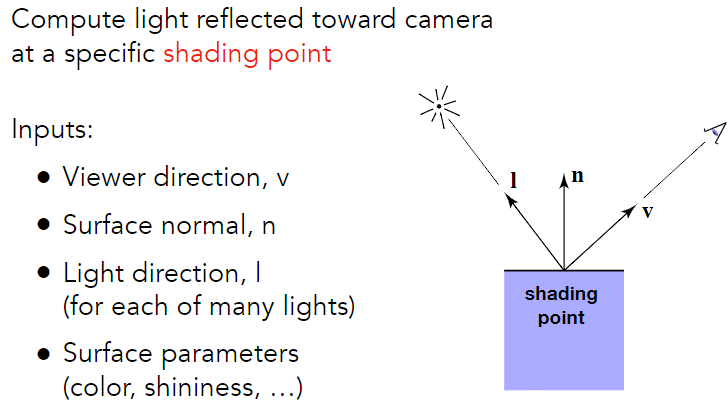 Compute light reflected toward camera
at a specific shading point
Inputs:
• Viewer direction, v
• Surface normal, n
• Light direction, l
(for each of many lights)
• Surface parameters
(color, shininess, …)
l
n
v
shading
point